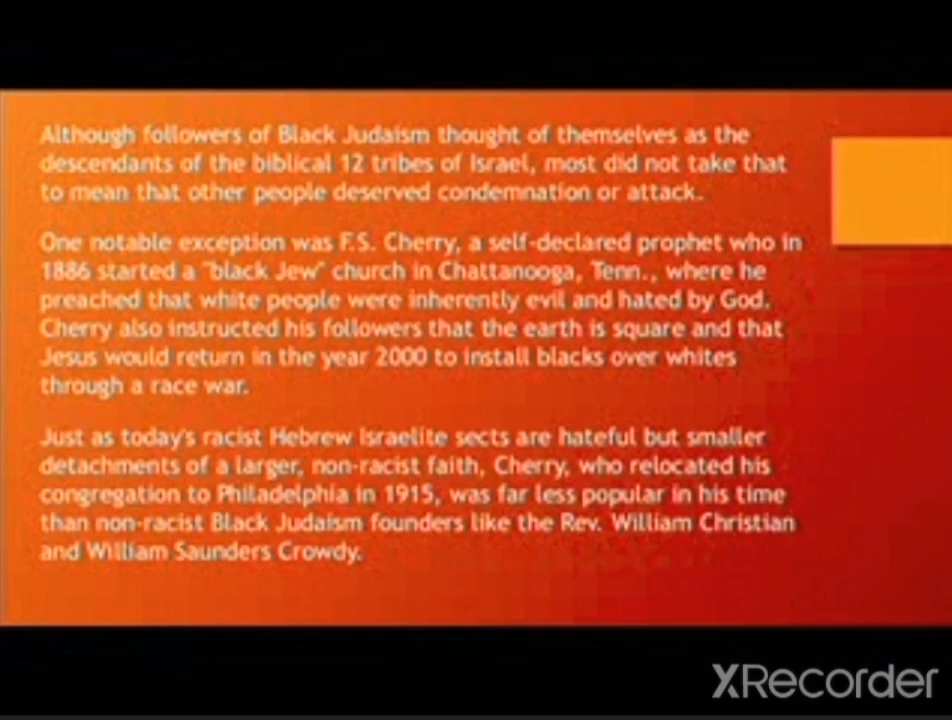 Although followers of Black Judaism thought of themselves as the
descendants of the biblical 12 tribes of Israel, most did not take that
to mean that other people deserved condemnation or attack.
One notable exception was F.S. Cherry, a self-declared prophet who in
1886 started a "black Jew" church in Chattanooga, Tenn., where he
preached that white people were inherently evil and hated by God.
Cherry also instructed his followers that the earth is square and that
Jesus would return in the year 2000 to install blacks over whites
through a race war.
Just as today's racist Hebrew Israelite sects are hateful but smaller
detachments of a larger, non-racist faith, Cherry, who relocated his
congregation to Philadelphia in 1915, was far less popular in his time
than non-racist Black Judaism founders like the Rev. William Christian
and William Saunders Crowdy.
XRecorder